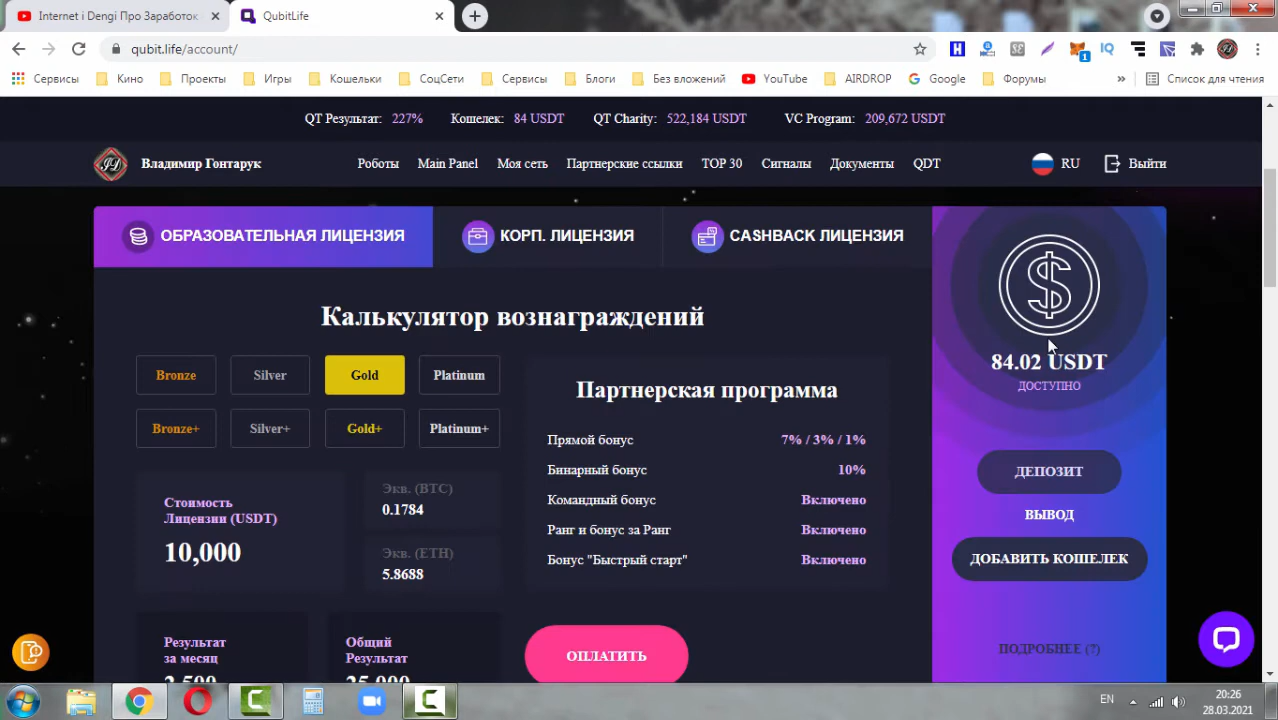 Internet i Dengi Про Заработок
QubitLife
qubit.life/account/
Сервисы
Кино
Проекты
Игры
Кошельки
СоцСети
Сервисы
Блоги
Без вложений
YouTube
AIRDROP
Google
Форумы
»
Список для чтения
QT Результат: 227% Кошелек: 84 USDT QT Charity: 522,184 USDT VC Program: 209,672 USDT
Владимир Гонтарук
Роботы
Main Panel
Моя сеть
Партнерские ссылки
TOP 30
Сигналы
Документы
QDT
RU
Выйти
ОБРАЗОВАТЕЛЬНАЯ ЛИЦЕНЗИЯ
КОРП. ЛИЦЕНЗИЯ
CASHBACK ЛИЦЕНЗИЯ
Калькулятор вознаграждений
Bronze
Silver
Gold
Platinum
Bronze+
Silver+
Gold+
Platinum+
Стоимость
Лицензии (USDT)
10,000
Экв. (BTC)
0.1784
Экв. (ETH)
5.8688
Результат
за месяц
2,500
Общий
Результат
25,000
Партнерская программа
Прямой бонус 7% / 3% / 1%
Бинарный бонус 10%
Командный бонус Включено
Ранг и бонус за Ранг Включено
Бонус "Быстрый старт" Включено
ОПЛАТИТЬ
$
84.02 USDT
ДОСТУПНО
ДЕПОЗИТ
ВЫВОД
ДОБАВИТЬ КОШЕЛЕК
ПОДРОБНЕЕ (?)
EN
20:26
28.03.2021